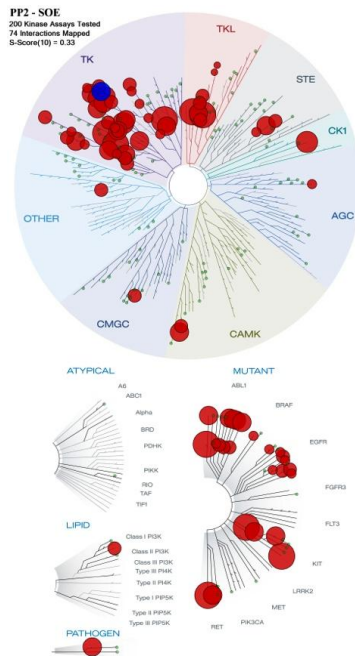 PP2 - SOE
200 Kinase Assays Tested
74 Interactions Mapped
S-Score(10) = 0.33
TK
TKL
STE
CK1
AGC
CAMK
CMGC
OTHER
ATYPICAL
A6
ABC1
Alpha
BRD
PDHK
PIKK
RIO
TAF
TIF1
MUTANT
ABL1
BRAF
EGFR
FGFR3
FLT3
KIT
LRRK2
MET
PIK3CA
RET
LIPID
Class I PI3K
Class II PI3K
Class III PI3K
Type III PI4K
Type II PI4K
Type I PIP5K
Type II PIP5K
Type III PIP5K
PATHOGEN